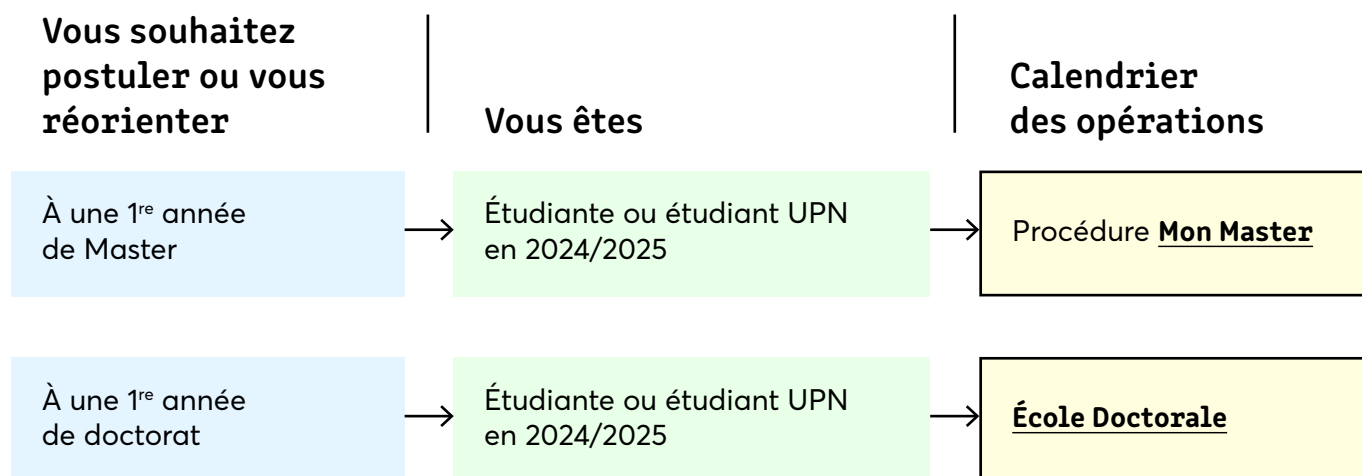 Vous souhaitez
postuler ou vous
réorienter
Vous êtes
Calendrier
des opérations
À une 1re année
de Master
Étudiante ou étudiant UPN
en 2024/2025
Procédure Mon Master
À une 1re année
de doctorat
Étudiante ou étudiant UPN
en 2024/2025
École Doctorale